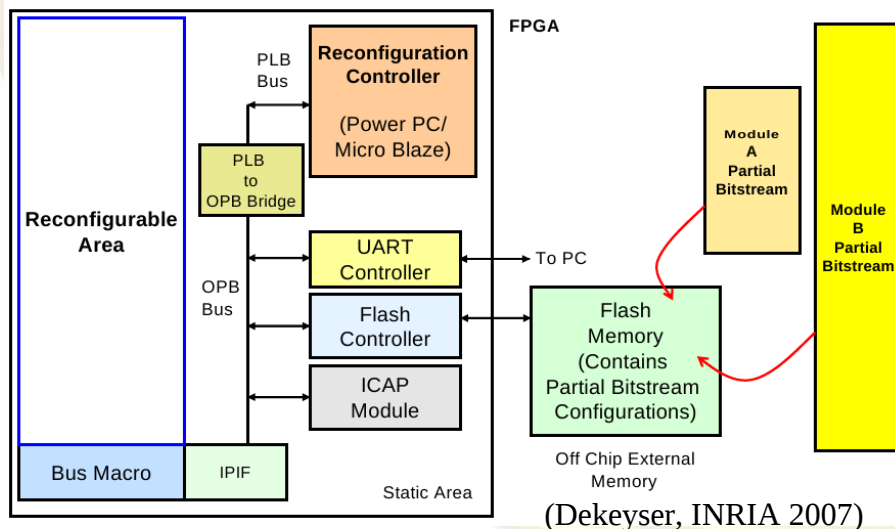 FPGA
PLB
Bus
Reconfiguration
Controller
(Power PC/
Micro Blaze)
PLB
to
OPB Bridge
Reconfigurable
Area
OPB
Bus
UART
Controller
To PC
Flash
Controller
ICAP
Module
Bus Macro
IPIF
Static Area
Flash
Memory
(Contains
Partial Bitstream
Configurations)
Off Chip External
Memory
Module
A
Partial
Bitstream
Module
B
Partial
Bitstream
(Dekeyser, INRIA 2007)